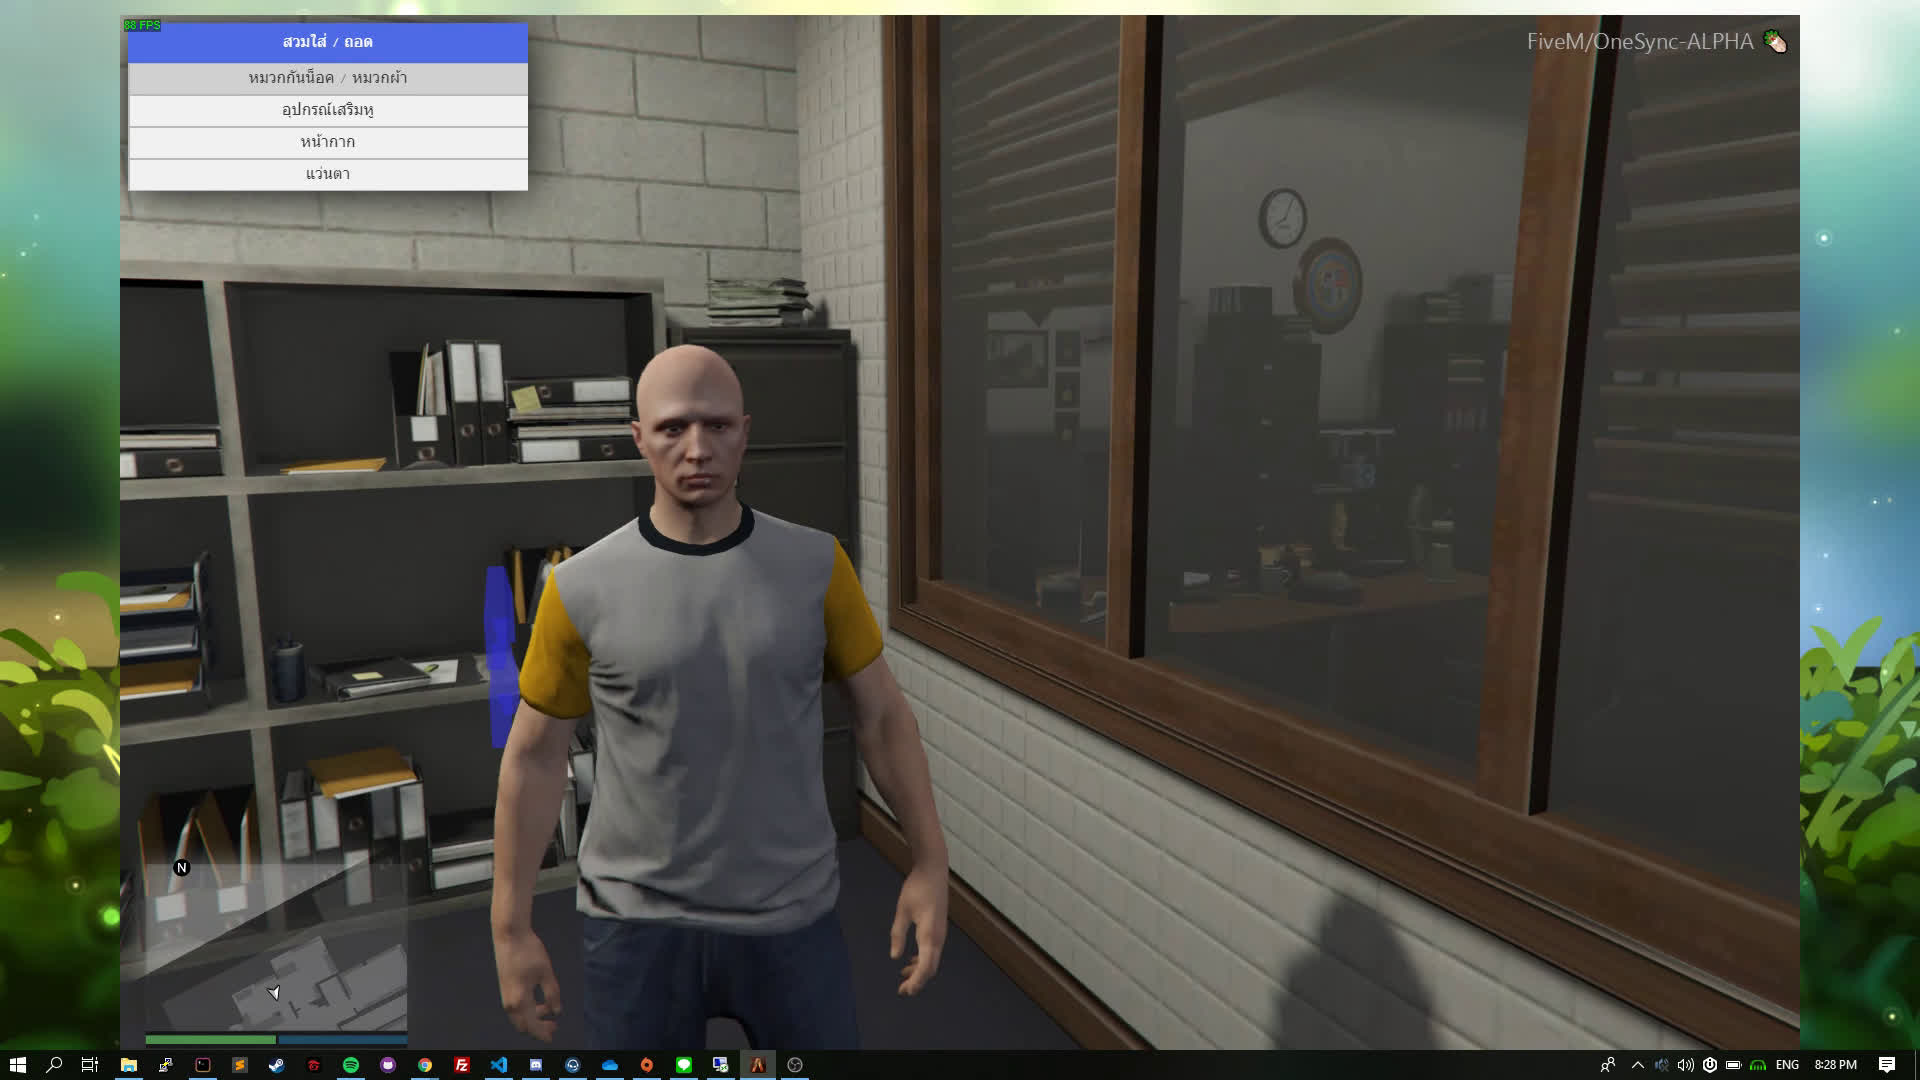 88 FPS
สวมใส่ / ถอด
หมวกกันน็อค / หมวกผ้า
อุปกรณ์เสริมหู
หน้ากาก
แว่นตา
FiveM/OneSync-ALPHA
N
ENG
8:28 PM